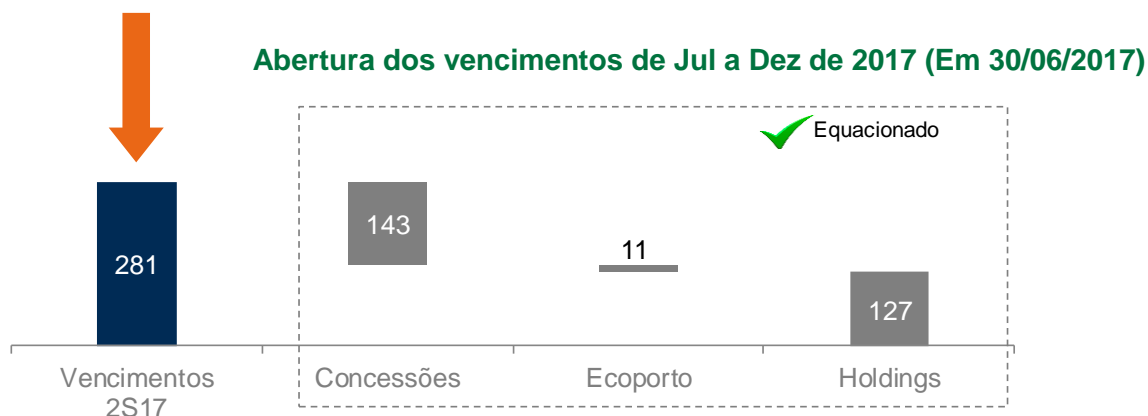 Abertura dos vencimentos de Jul a Dez de 2017 (Em 30/06/2017)
Equacionado
281
143
11
127
Vencimentos
2S17
Concessões
Ecoporto
Holdings